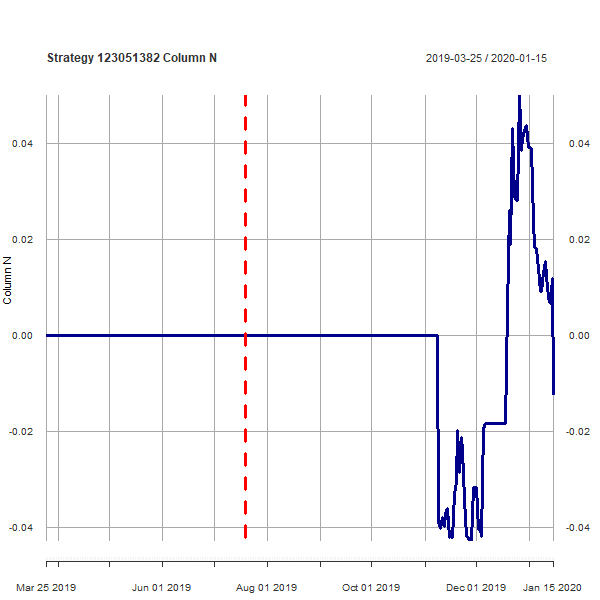 Strategy 123051382 Column N
2019-03-25 / 2020-01-15
0.04 0.04
0.02 0.02
Column N
0.00 0.00
-0.02 -0.02
-0.04 -0.04
Mar 25 2019 Jun 01 2019 Aug 01 2019 Oct 01 2019 Dec 01 2019 Jan 15 2020